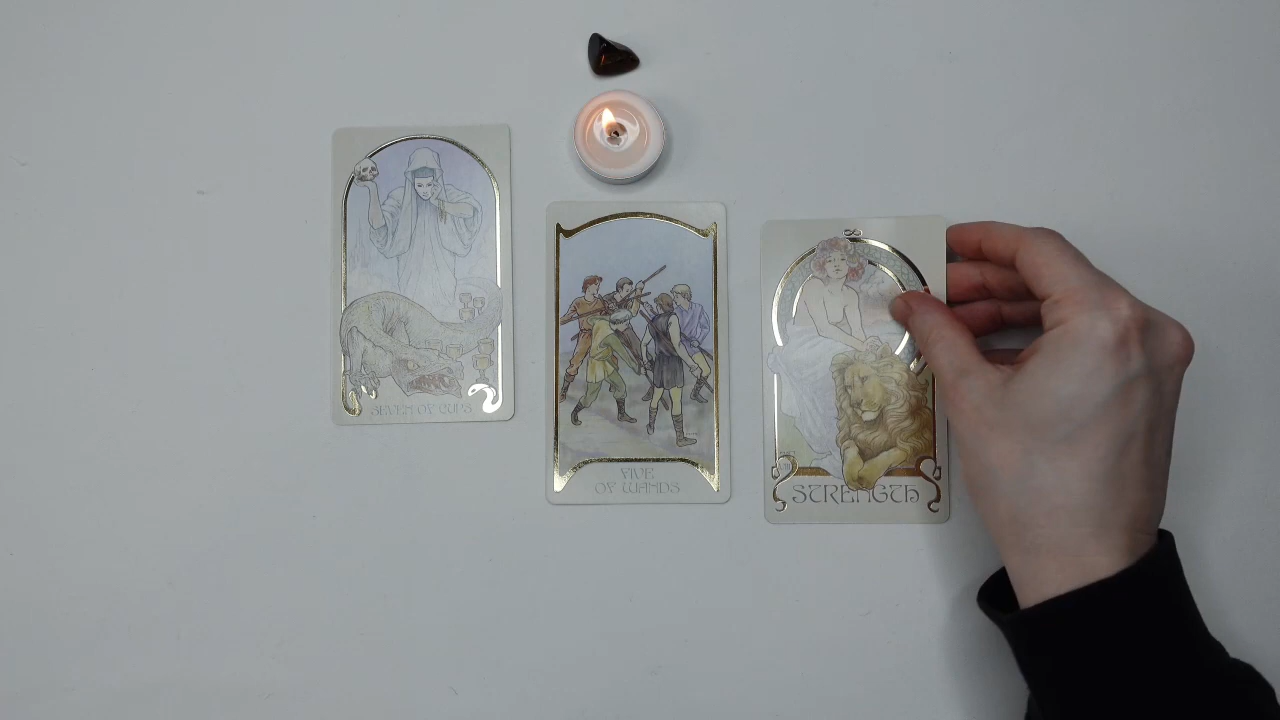 SEVEN OF CUPS
FIVE
OF WANDS
STRENGTH